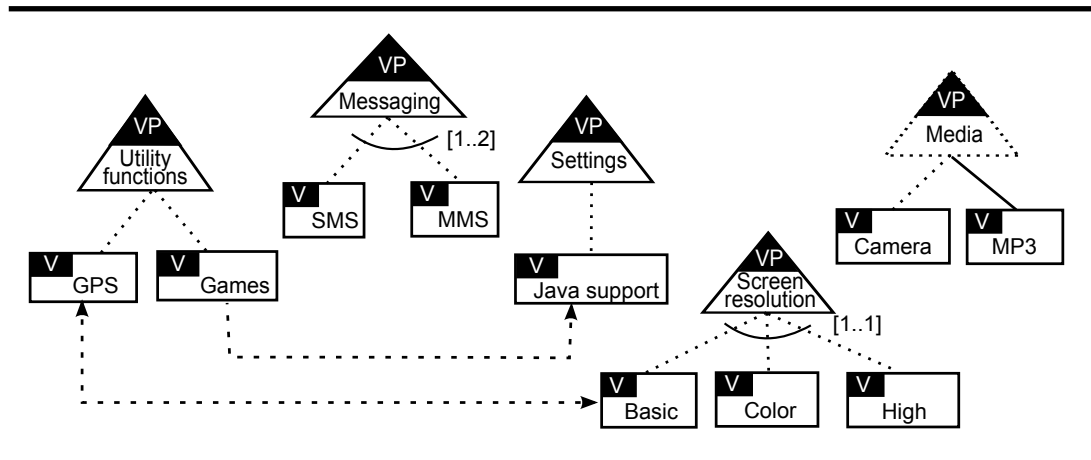 VP
Messaging
[1..2]
V
SMS
V
MMS
VP
Utility
functions
V
GPS
V
Games
VP
Settings
V
Java support
VP
Media
V
Camera
V
MP3
VP
Screen
resolution
[1..1]
V
Basic
V
Color
V
High